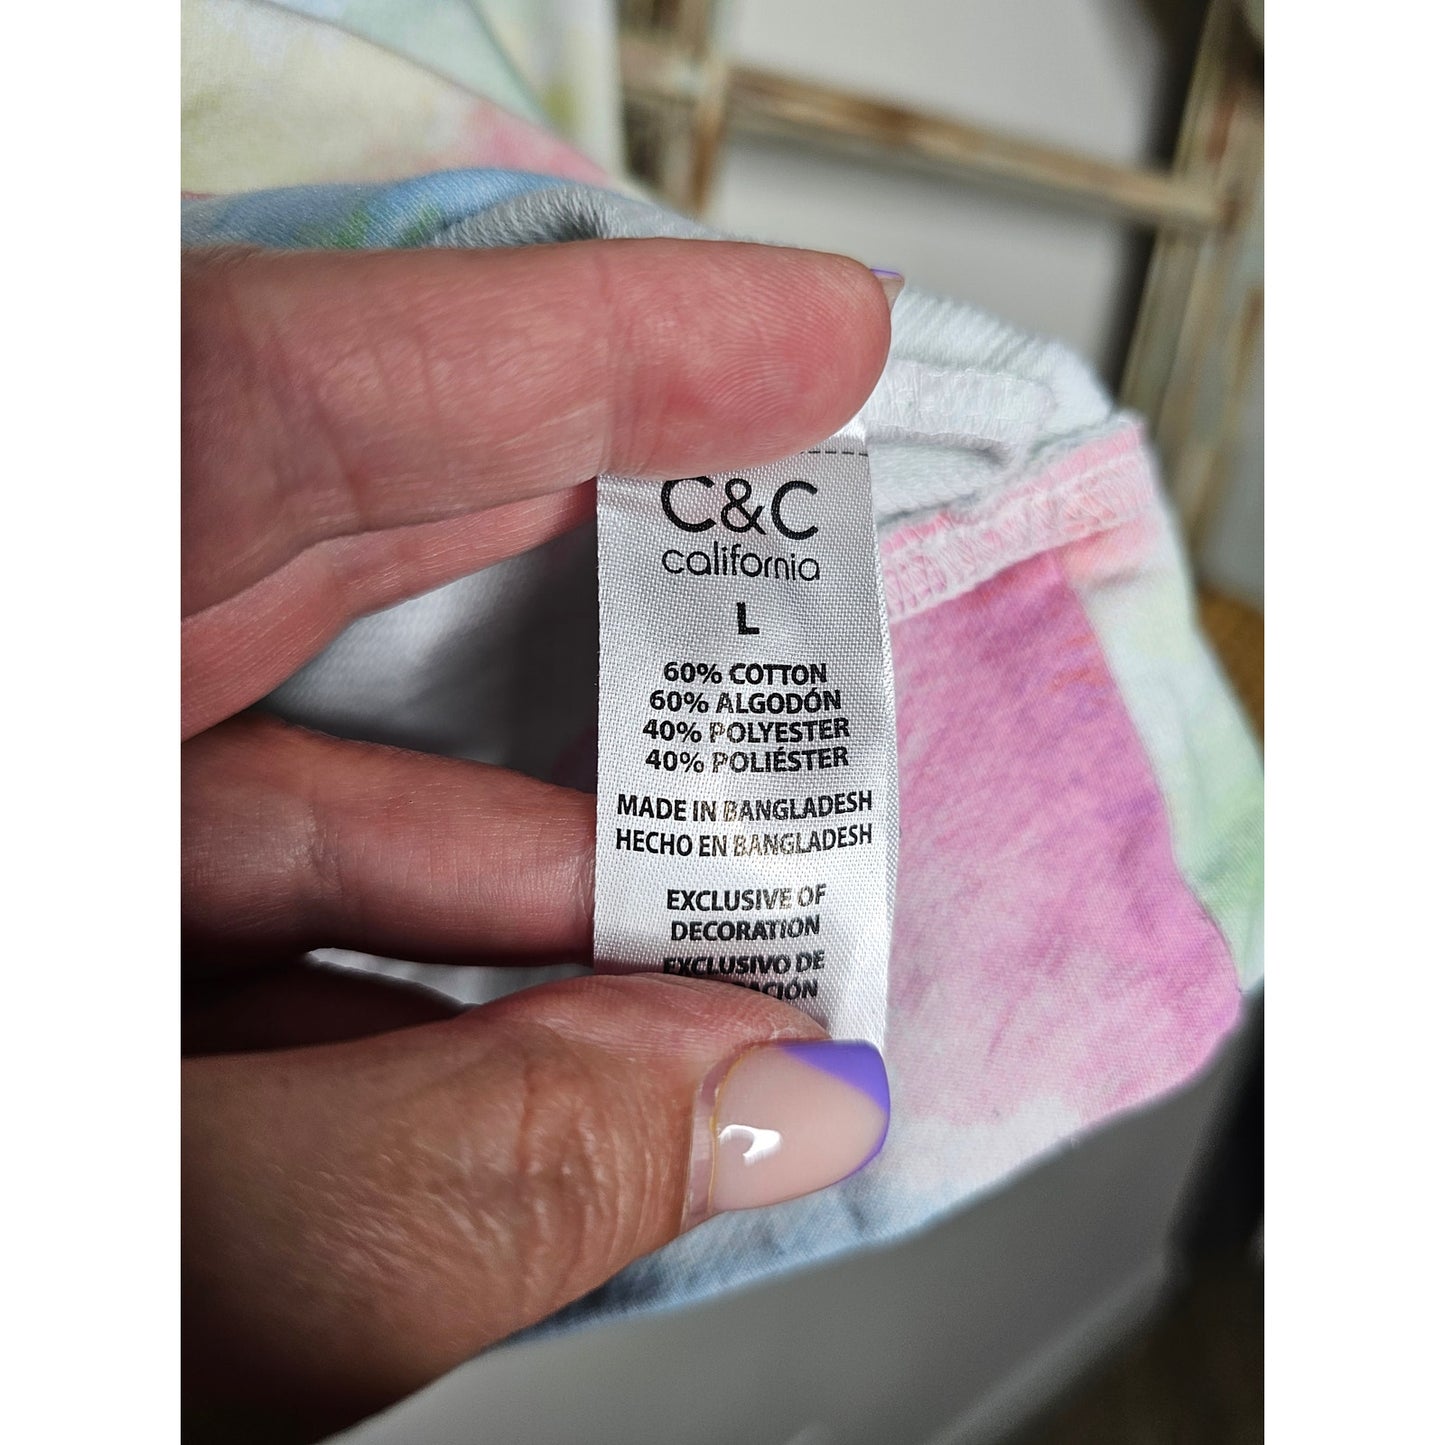 C&C
california
L
60% COTTON
60% ALGODÓN
40% POLYESTER
40% POLIÉSTER
MADE IN BANGLADESH
HECHO EN BANGLADESH
EXCLUSIVE OF
DECORATION
EXCLUSIVO DE